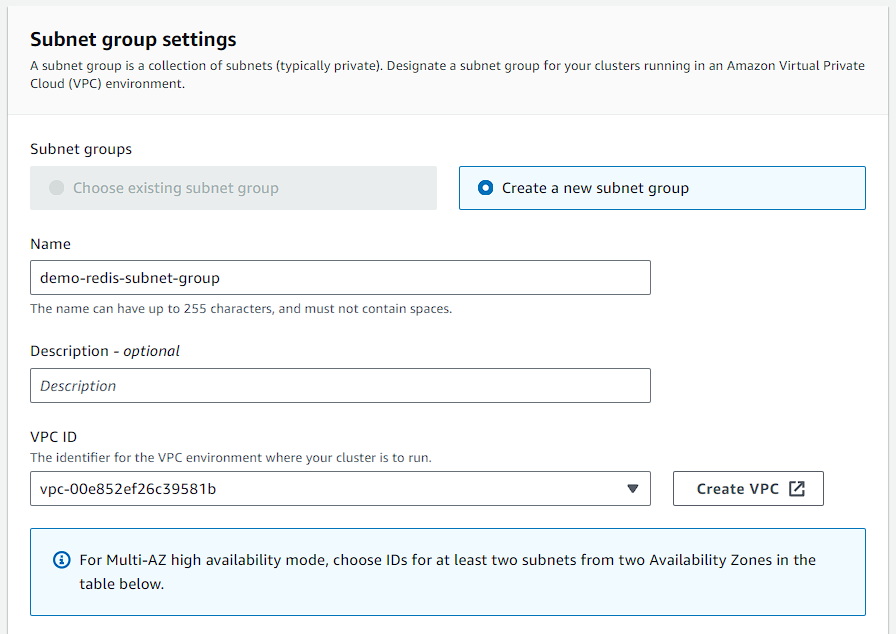 Subnet group settings
A subnet group is a collection of subnets (typically private). Designate a subnet group for your clusters running in an Amazon Virtual Private
Cloud (VPC) environment.
Subnet groups
Choose existing subnet group
Create a new subnet group
Name
demo-redis-subnet-group
The name can have up to 255 characters, and must not contain spaces.
Description - optional
Description
VPC ID
The identifier for the VPC environment where your cluster is to run.
vpc-00e852ef26c39581b
Create VPC
For Multi-AZ high availability mode, choose IDs for at least two subnets from two Availability Zones in the
table below.